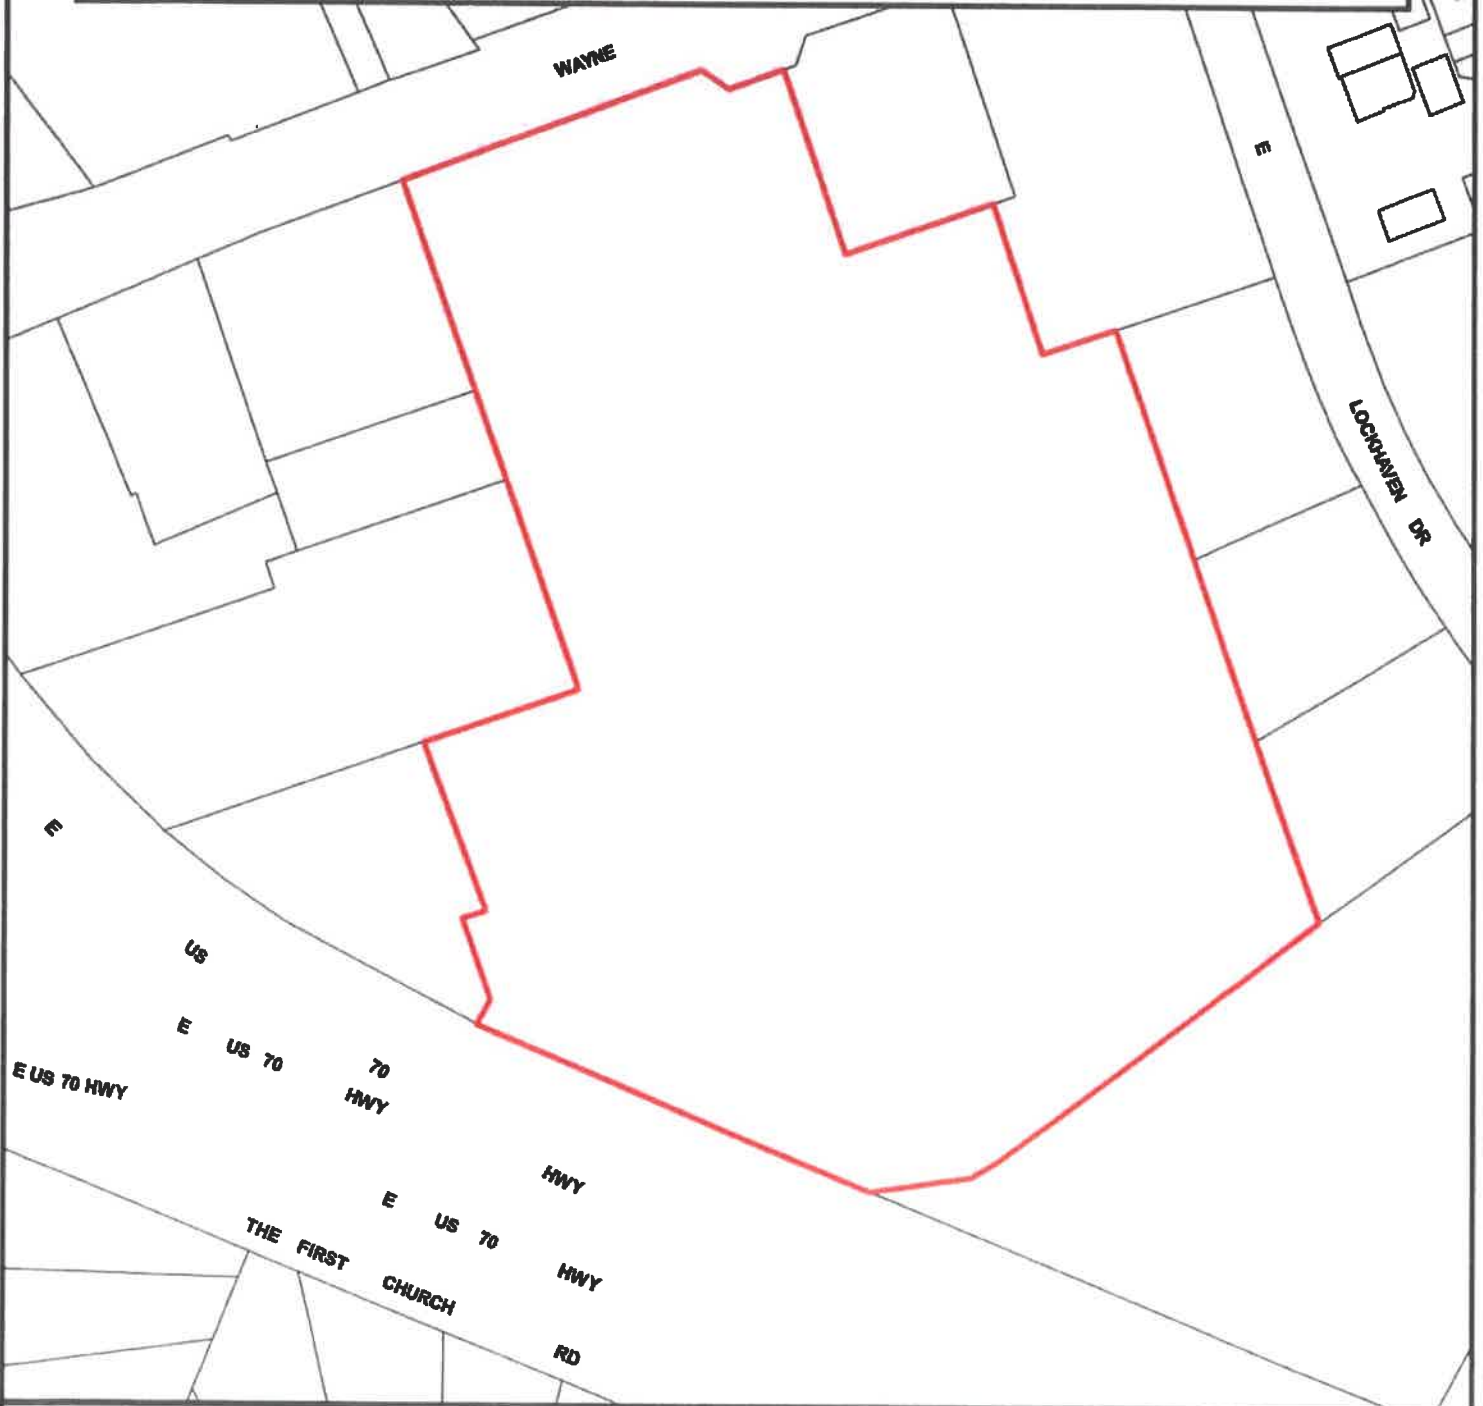 WAYNE
E
LOCKHAVEN DR
E
US
70
HWY
E US 70 HWY
E US 70 HWY
E US 70 HWY
THE FIRST CHURCH RD